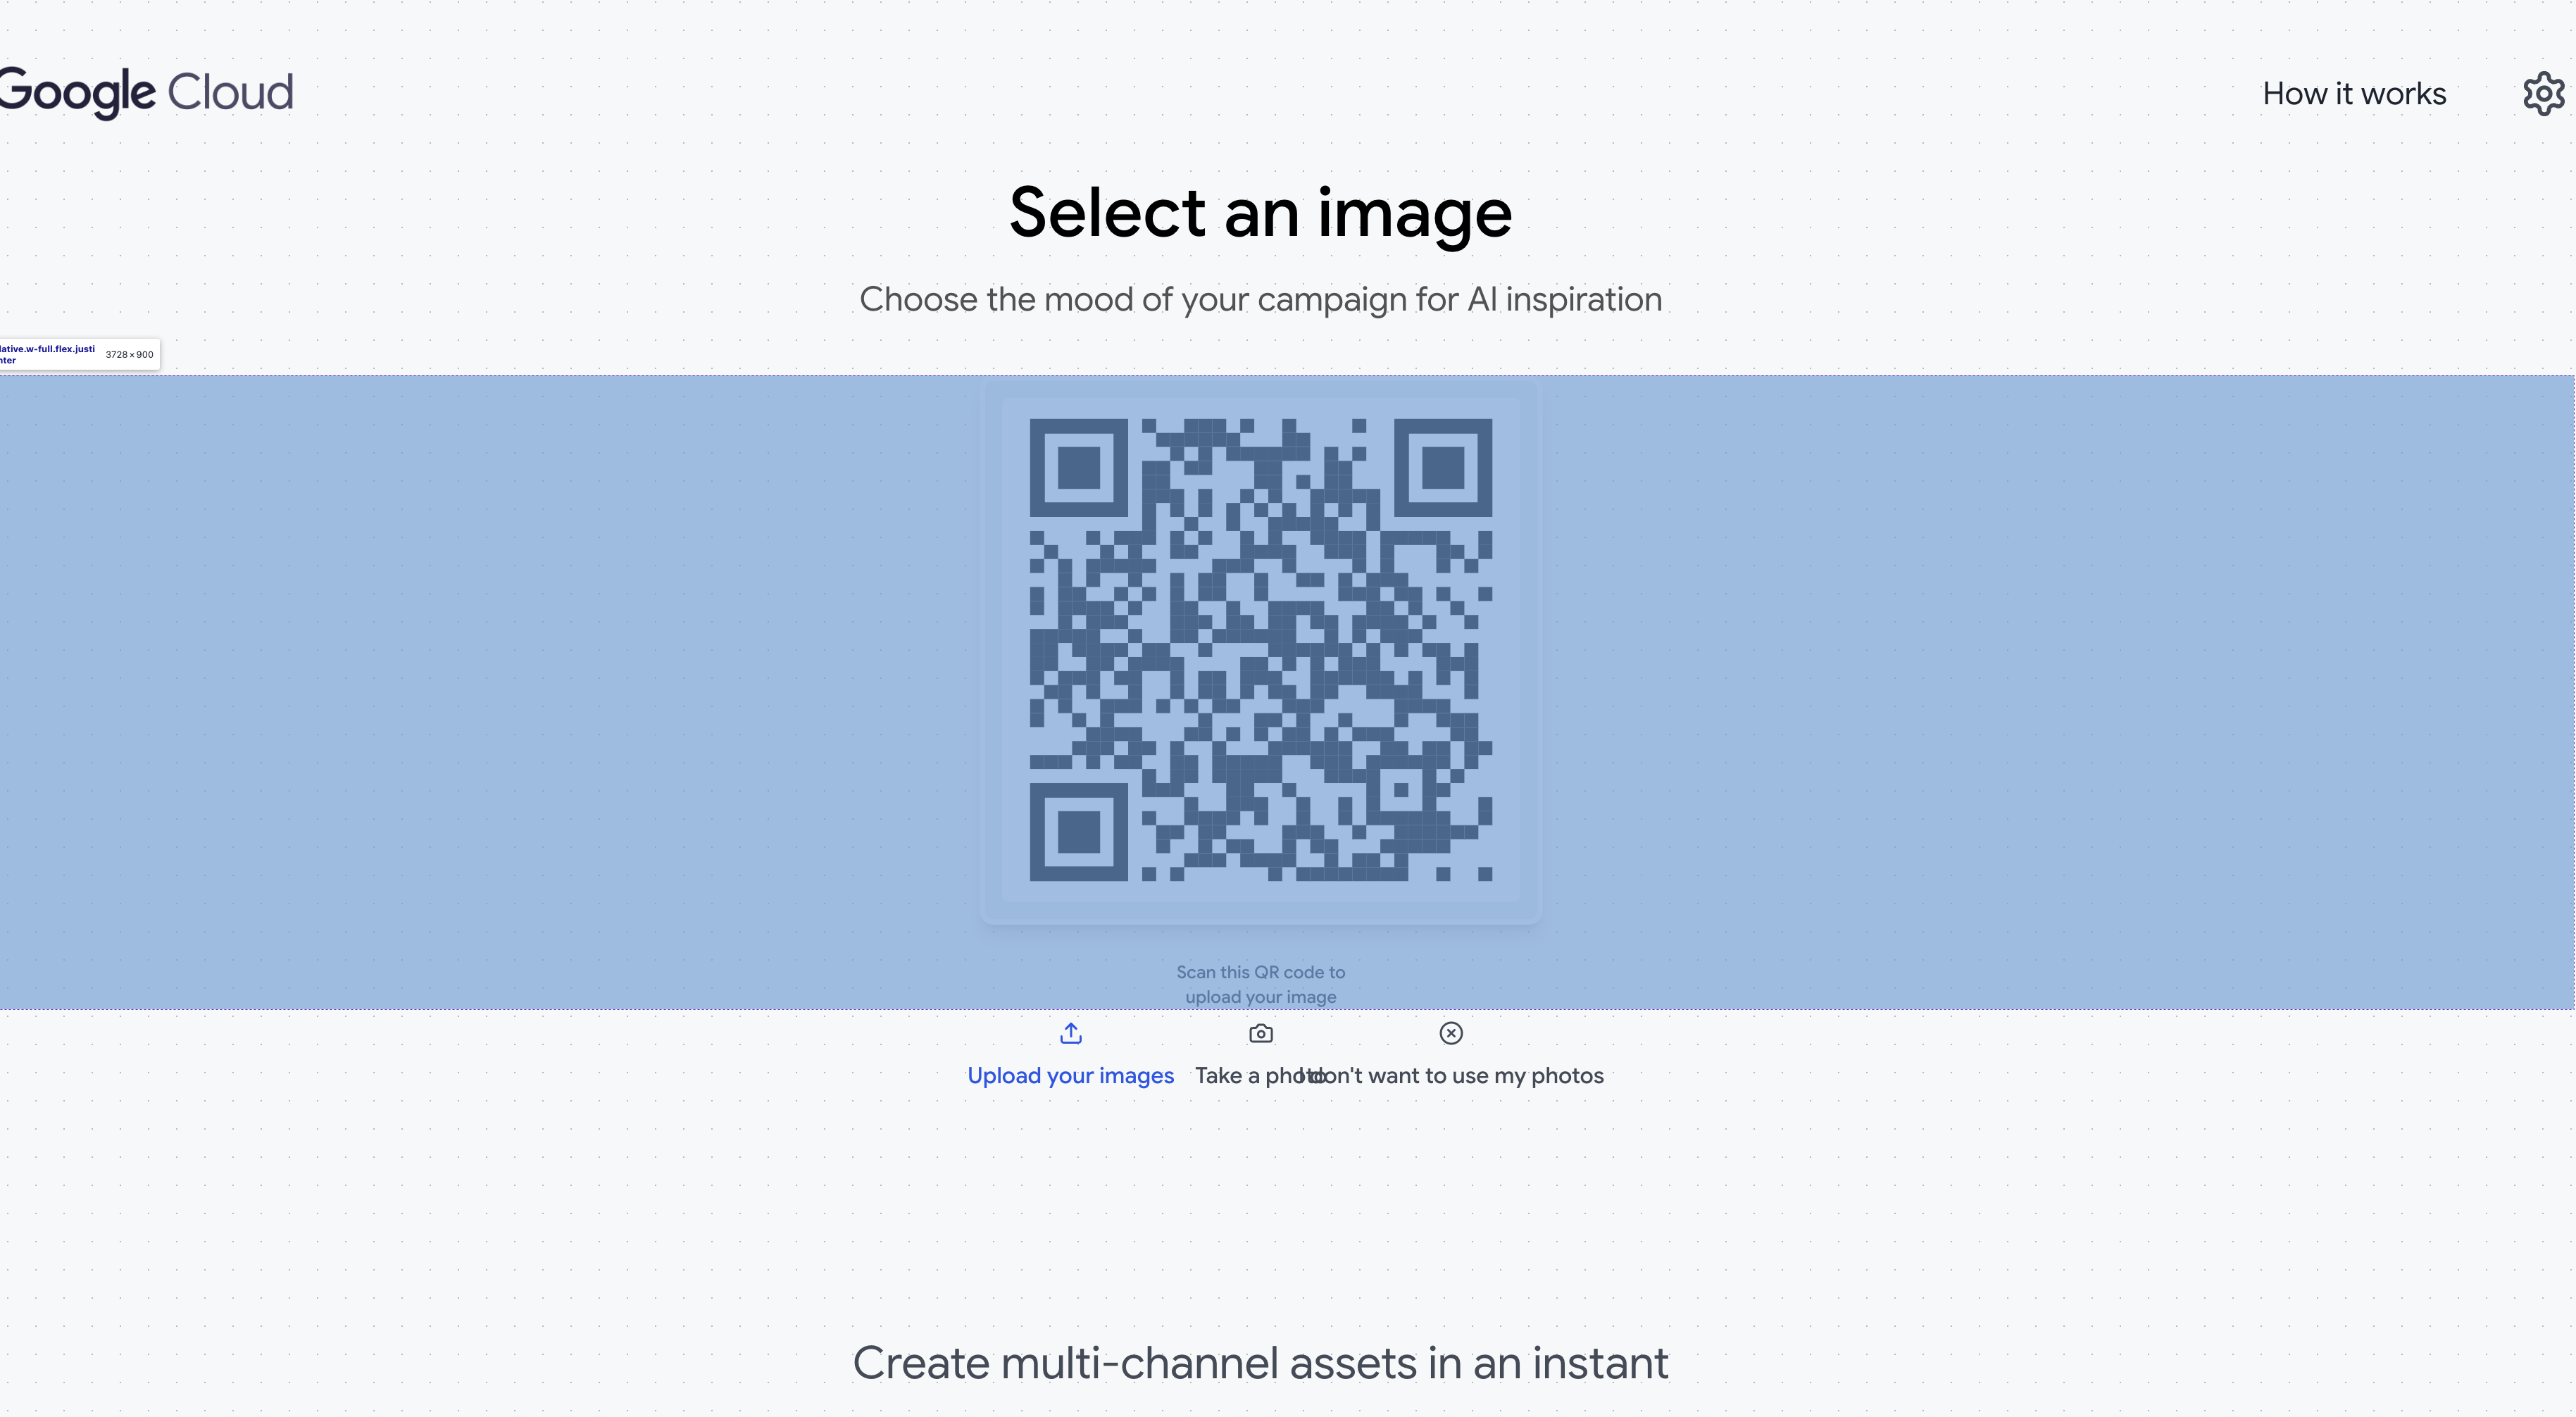 Google Cloud
How it works
Select an image
Choose the mood of your campaign for AI inspiration
lative.w-full.flex.justi
nter
3728 × 900
Scan this QR code to
upload your image
Upload your images
Take a photo
I don't want to use my photos
Create multi-channel assets in an instant